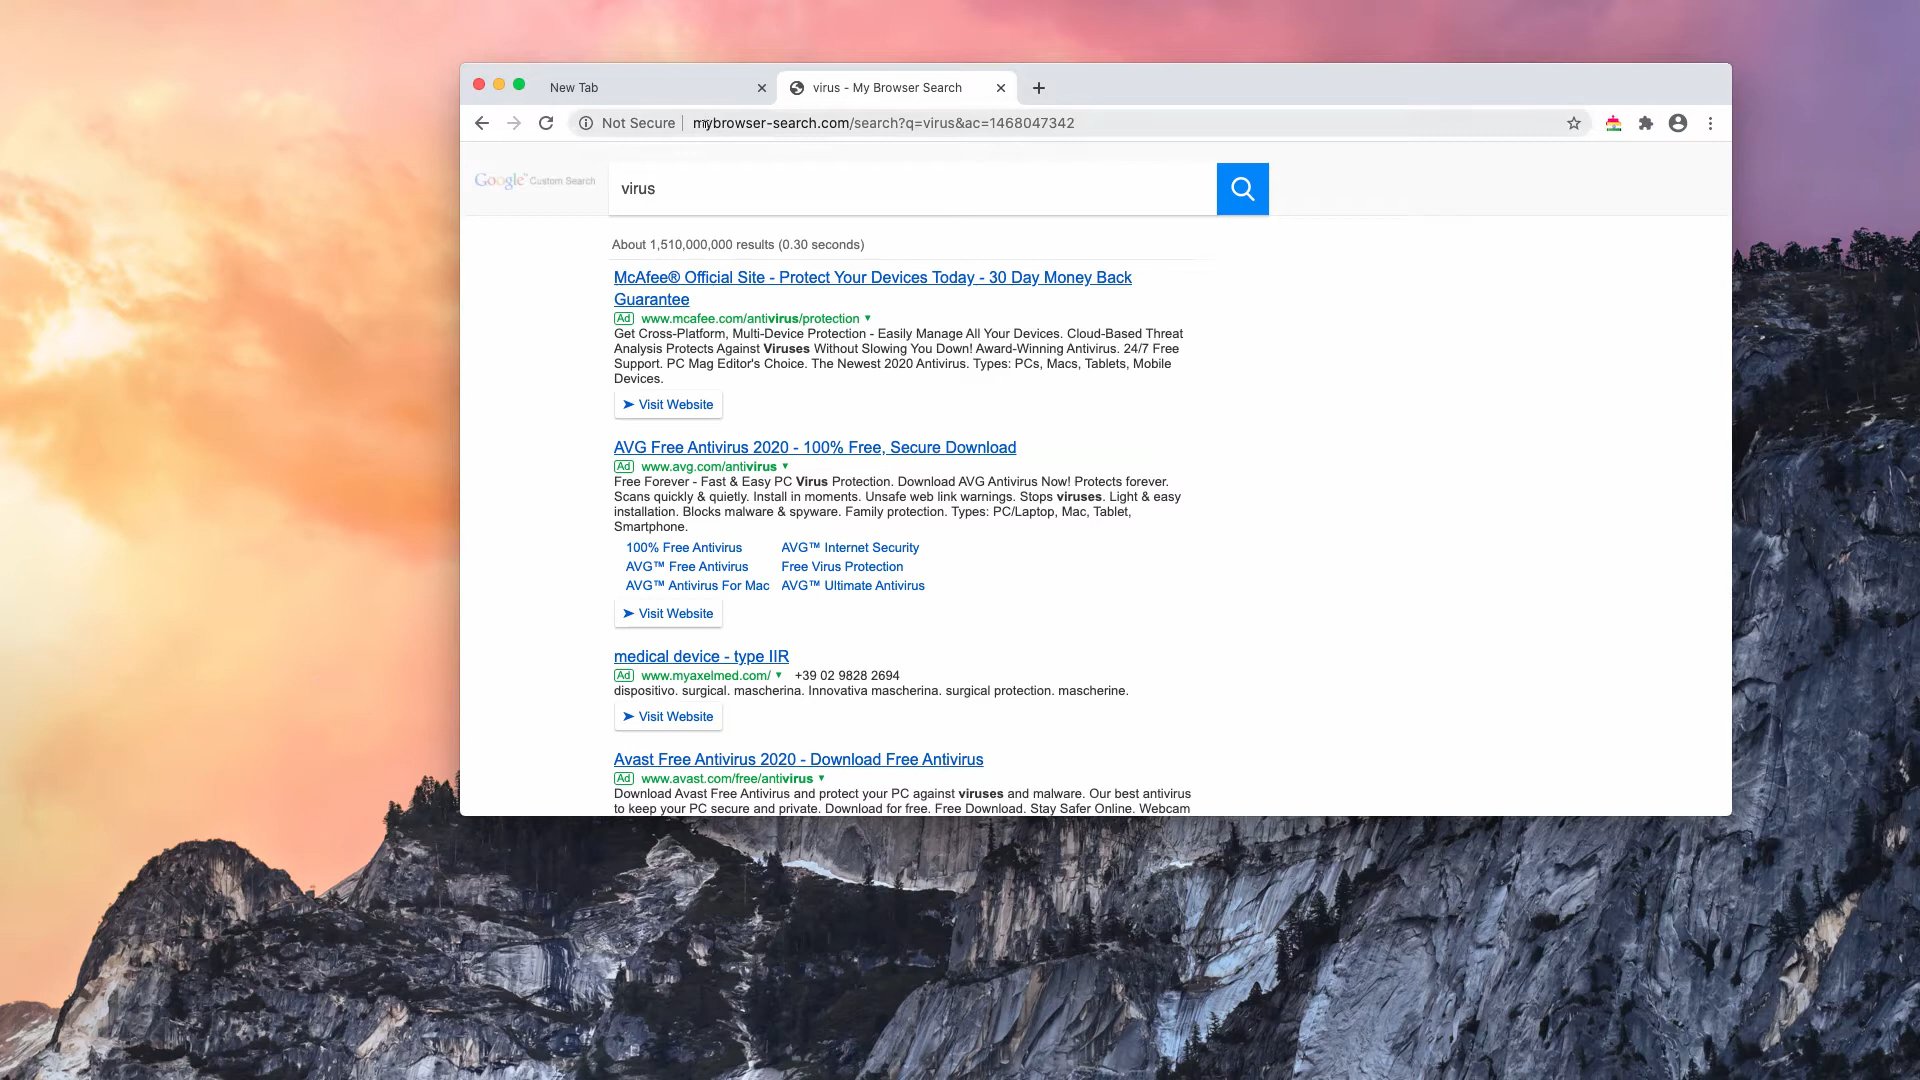 New Tab
virus - My Browser Search
Not Secure
mybrowser-search.com/search?q=virus&ac=1468047342
Google™ Custom Search
virus
About 1,510,000,000 results (0.30 seconds)
McAfee® Official Site - Protect Your Devices Today - 30 Day Money Back
Guarantee
Ad www.mcafee.com/antivirus/protection
Get Cross-Platform, Multi-Device Protection - Easily Manage All Your Devices. Cloud-Based Threat
Analysis Protects Against Viruses Without Slowing You Down! Award-Winning Antivirus. 24/7 Free
Support. PC Mag Editor's Choice. The Newest 2020 Antivirus. Types: PCs, Macs, Tablets, Mobile
Devices.
Visit Website
AVG Free Antivirus 2020 - 100% Free, Secure Download
Ad www.avg.com/antivirus
Free Forever - Fast & Easy PC Virus Protection. Download AVG Antivirus Now! Protects forever.
Scans quickly & quietly. Install in moments. Unsafe web link warnings. Stops viruses. Light & easy
installation. Blocks malware & spyware. Family protection. Types: PC/Laptop, Mac, Tablet,
Smartphone.
100% Free Antivirus AVG™ Internet Security
AVG™ Free Antivirus Free Virus Protection
AVG™ Antivirus For Mac AVG™ Ultimate Antivirus
Visit Website
medical device - type IIR
Ad www.myaxelmed.com/ +39 02 9828 2694
dispositivo. surgical. mascherina. Innovativa mascherina. surgical protection. mascherine.
Visit Website
Avast Free Antivirus 2020 - Download Free Antivirus
Ad www.avast.com/free/antivirus
Download Avast Free Antivirus and protect your PC against viruses and malware. Our best antivirus
to keep your PC secure and private. Download for free. Free Download. Stay Safer Online. Webcam